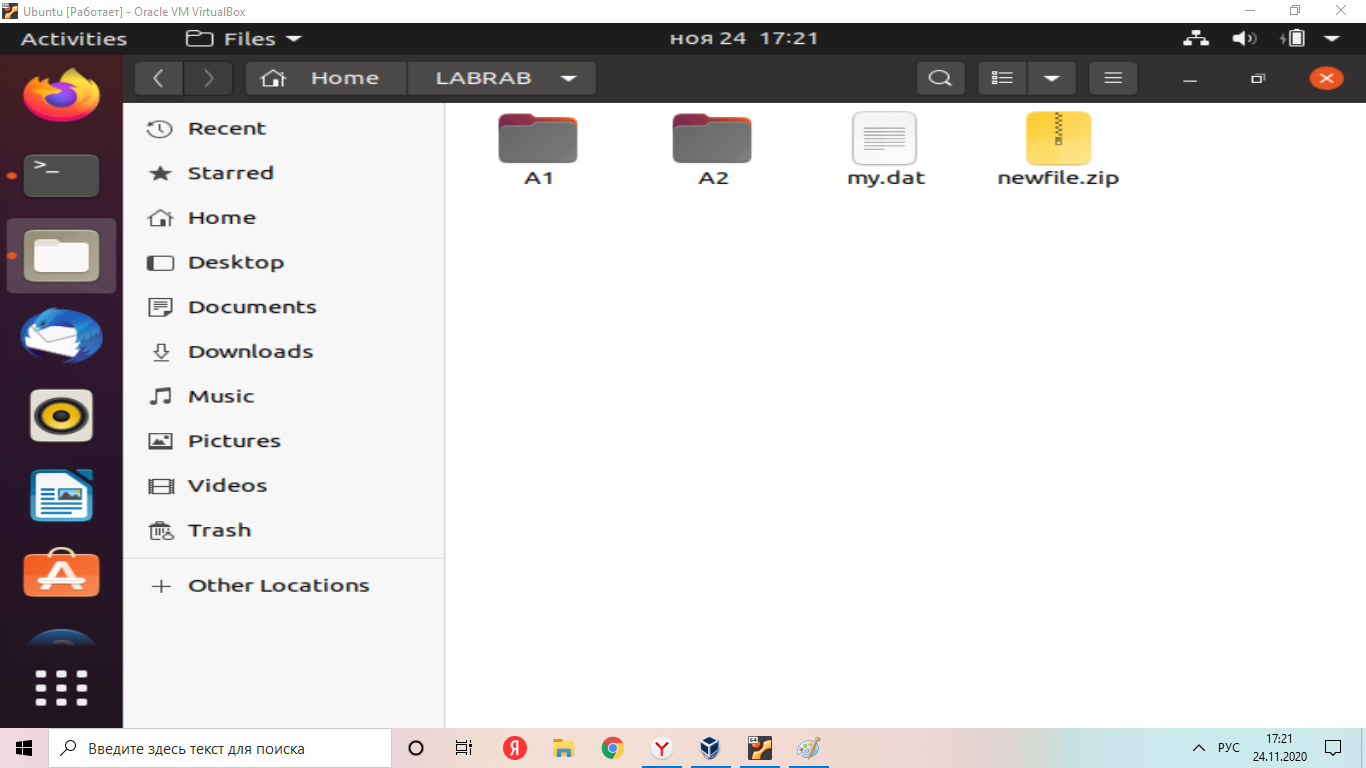 Ubuntu [Работает] - Oracle VM VirtualBox
Activities Files ноя 24 17:21
Home LABRAB
Recent
Starred
Home
Desktop
Documents
Downloads
Music
Pictures
Videos
Trash
Other Locations
A1 A2 my.dat newfile.zip
Введите здесь текст для поиска
РУС
17:21
24.11.2020